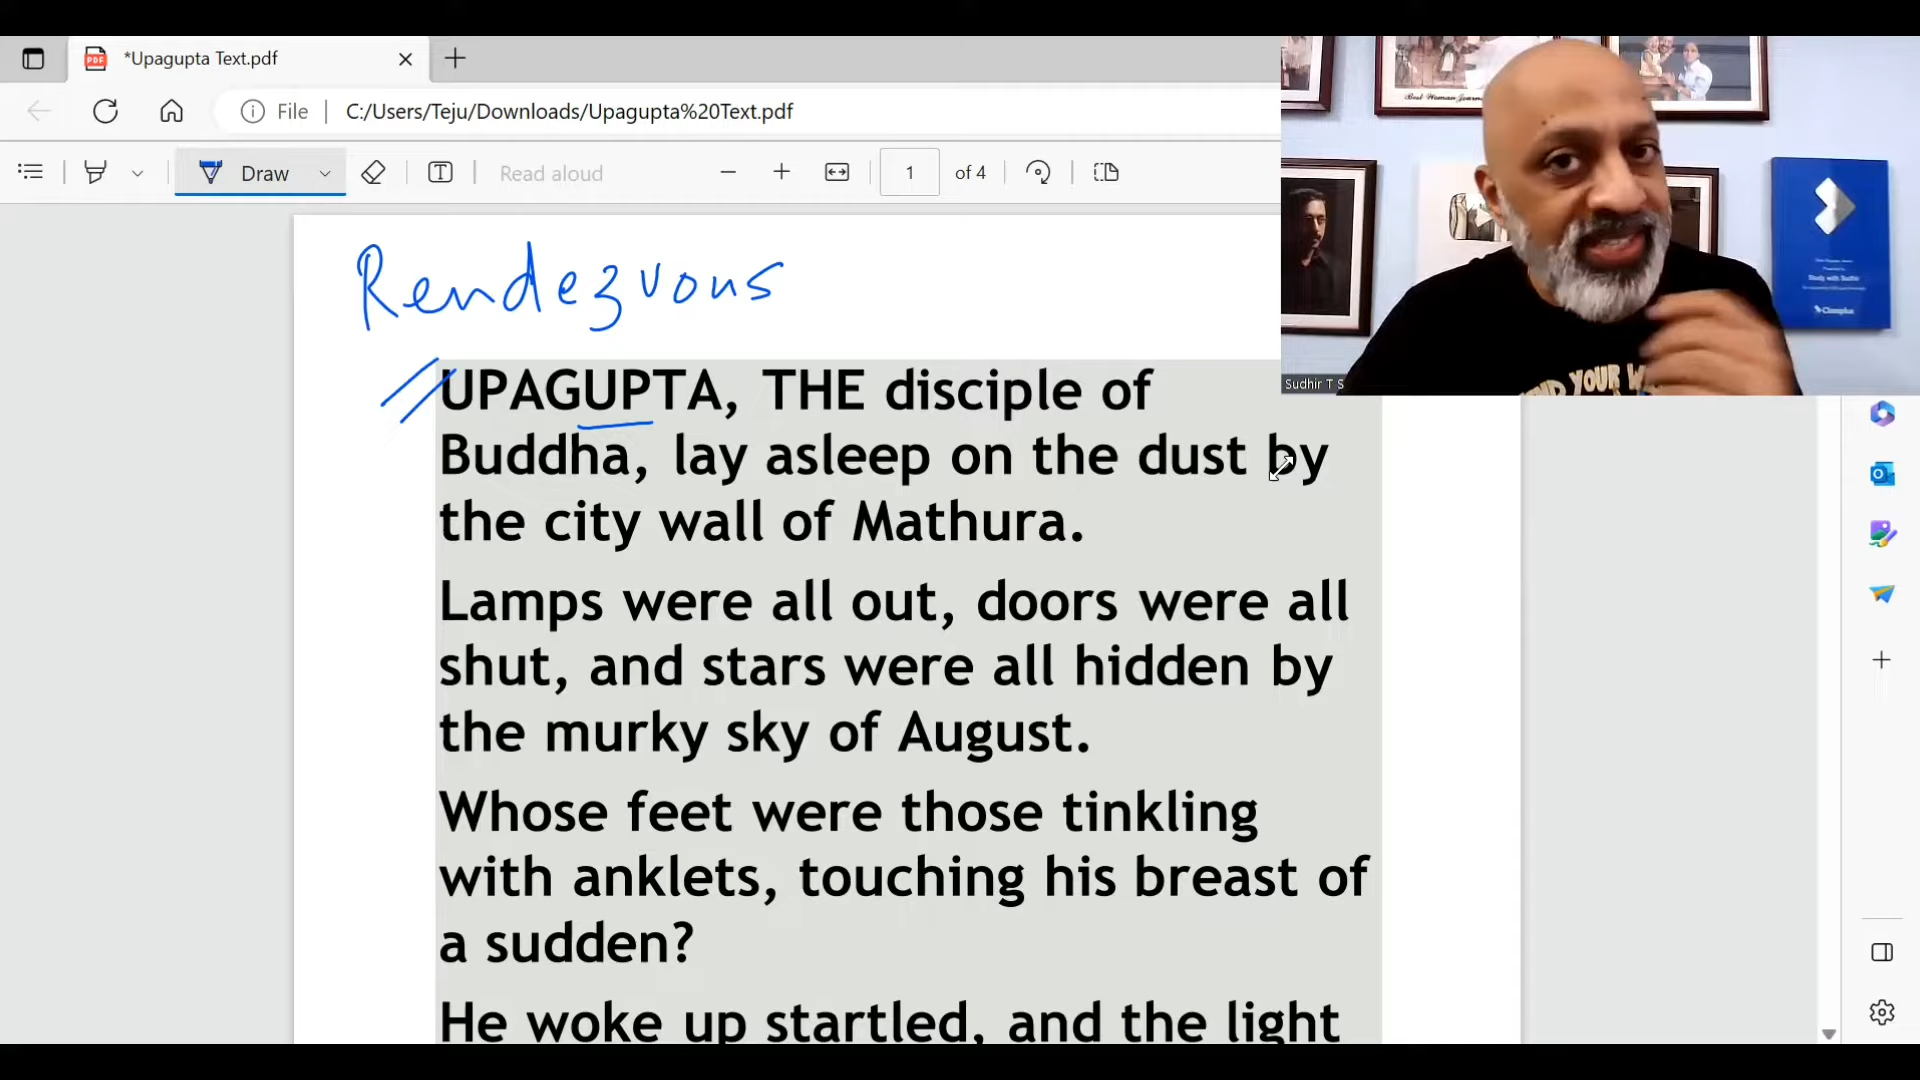 *Upagupta Text.pdf
File
C:/Users/Teju/Downloads/Upagupta%20Text.pdf
Draw
Read aloud
1
of 4
Rendezvous
UPAGUPTA, THE disciple of
Buddha, lay asleep on the dust by
the city wall of Mathura.
Lamps were all out, doors were all
shut, and stars were all hidden by
the murky sky of August.
Whose feet were those tinkling
with anklets, touching his breast of
a sudden?
He woke up startled, and the light
Sudhir T S
Study with Sudhir